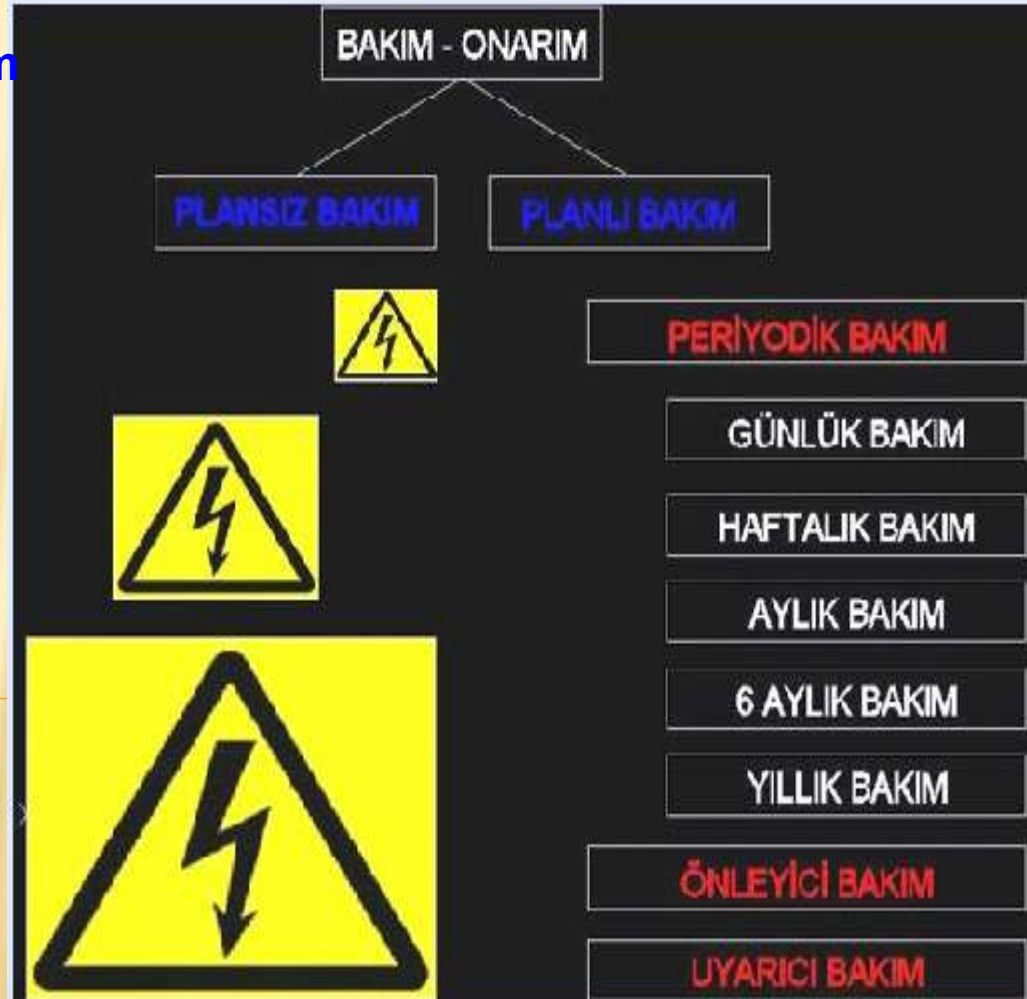 BAKIM - ONARIM
PLANSIZ BAKIM
PLANLI BAKIM
PERİYODİK BAKIM
GÜNLÜK BAKIM
HAFTALIK BAKIM
AYLIK BAKIM
6 AYLIK BAKIM
YILLIK BAKIM
ÖNLEYİCİ BAKIM
UYARICI BAKIM